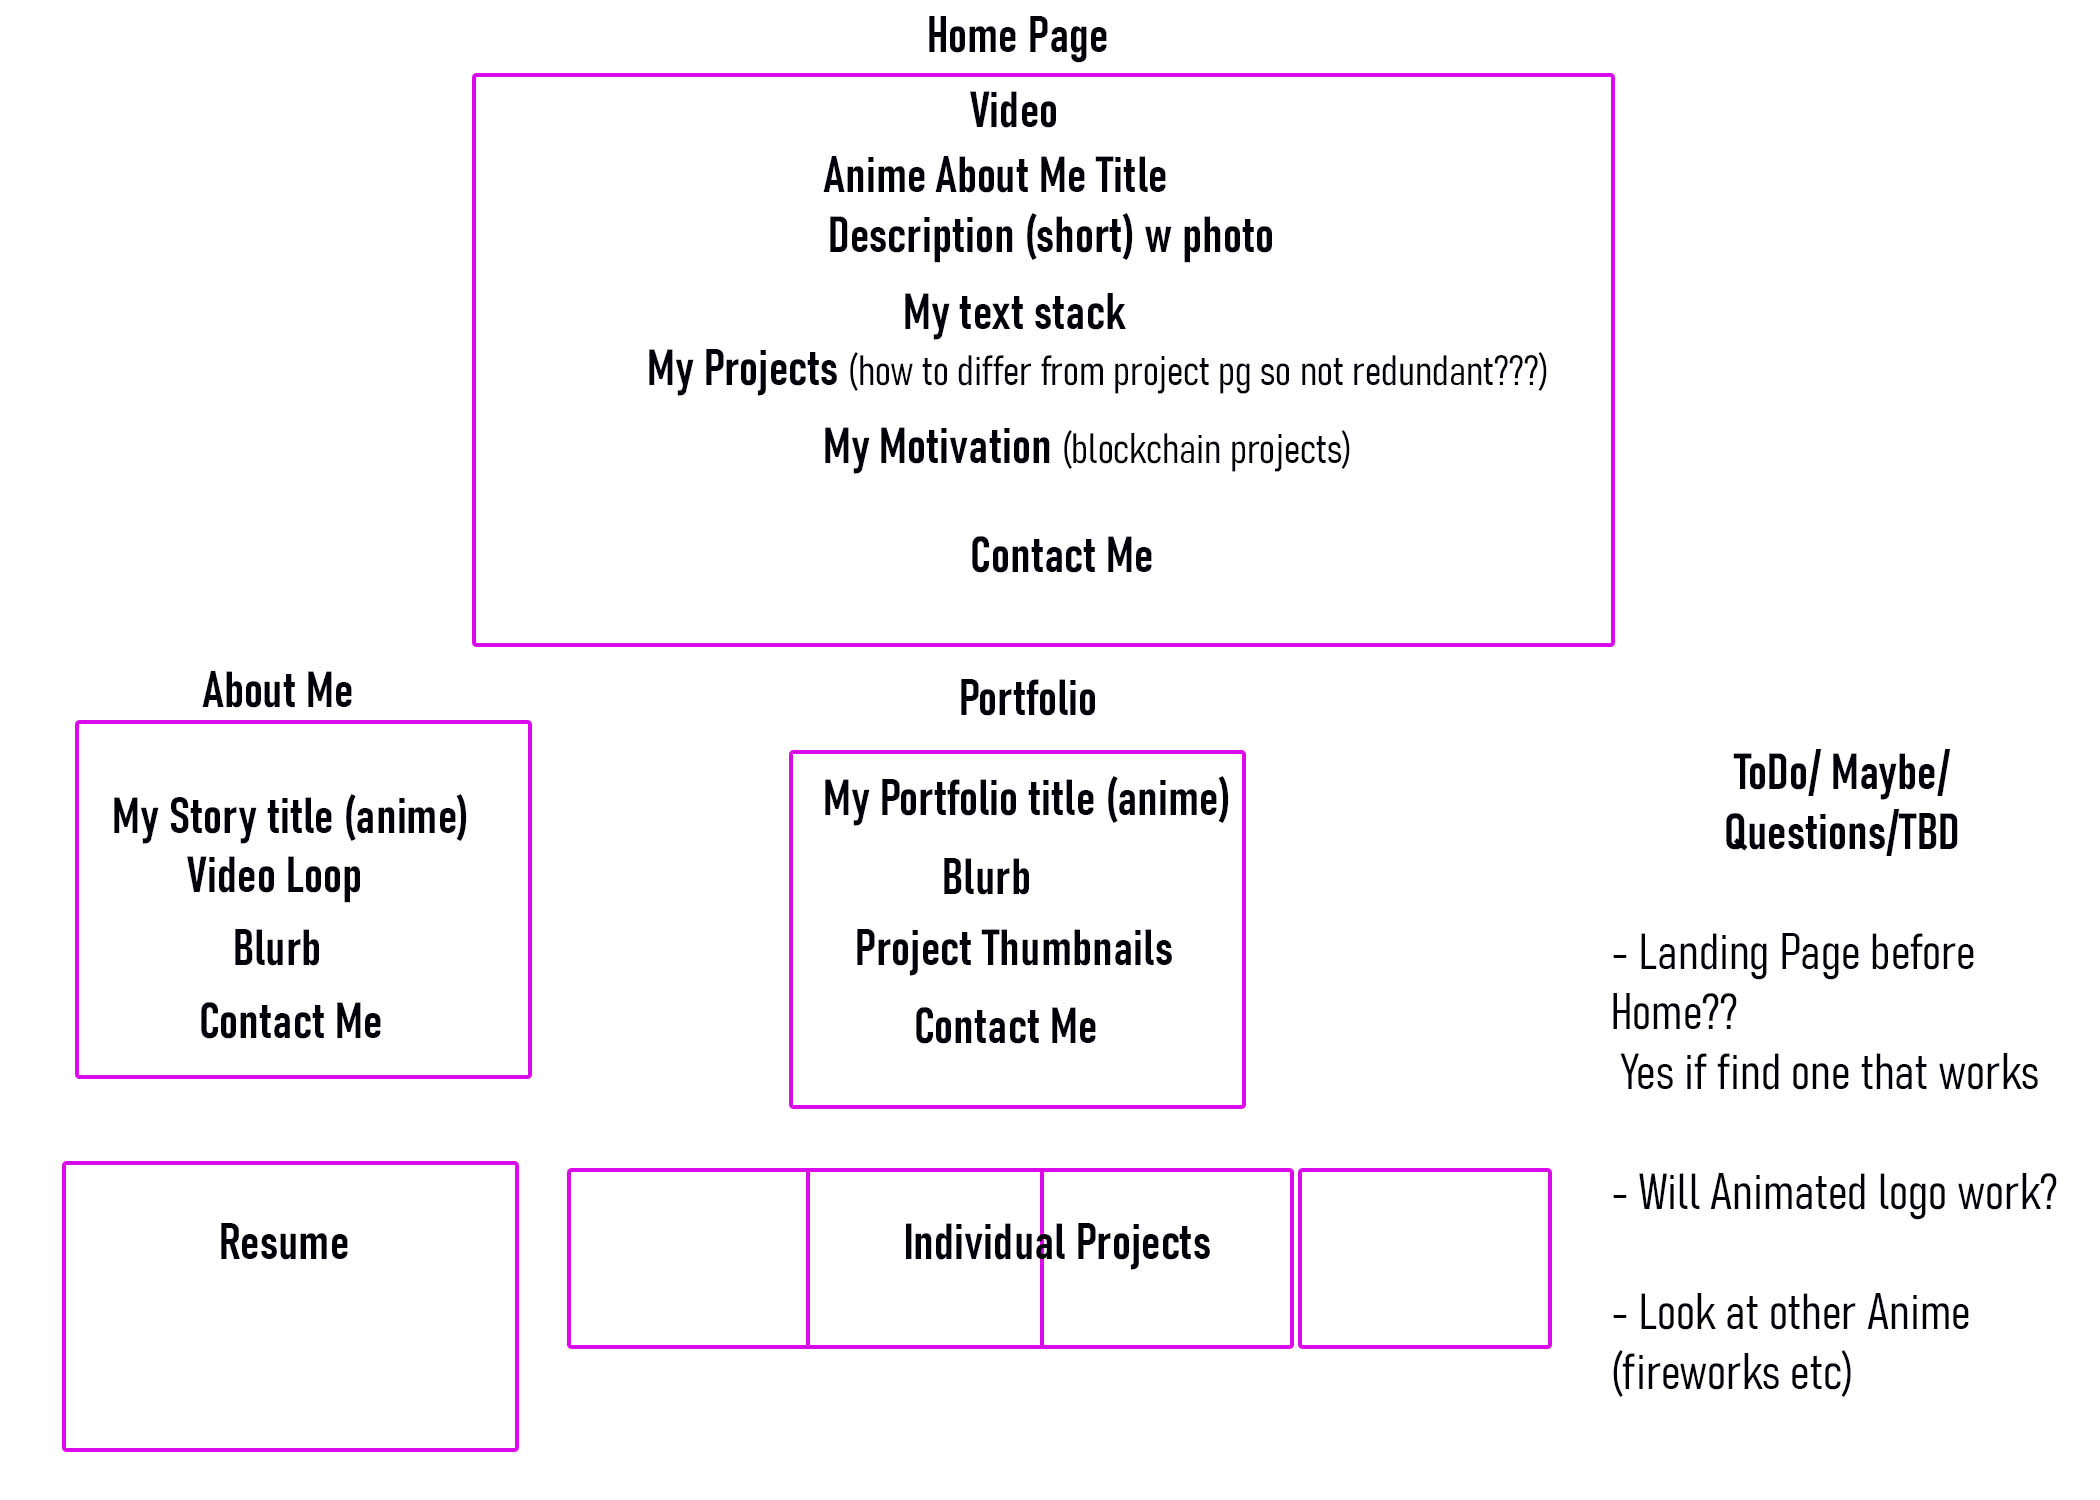 Home Page
Video
Anime About Me Title
Description (short) w photo
My text stack
My Projects (how to differ from project pg so not redundant???)
My Motivation (blockchain projects)
Contact Me
About Me
My Story title (anime)
Video Loop
Blurb
Contact Me
Portfolio
My Portfolio title (anime)
Blurb
Project Thumbnails
Contact Me
Resume
Individual Projects
ToDo/ Maybe/
Questions/TBD
- Landing Page before
Home??
Yes if find one that works
- Will Animated logo work?
- Look at other Anime
(fireworks etc)